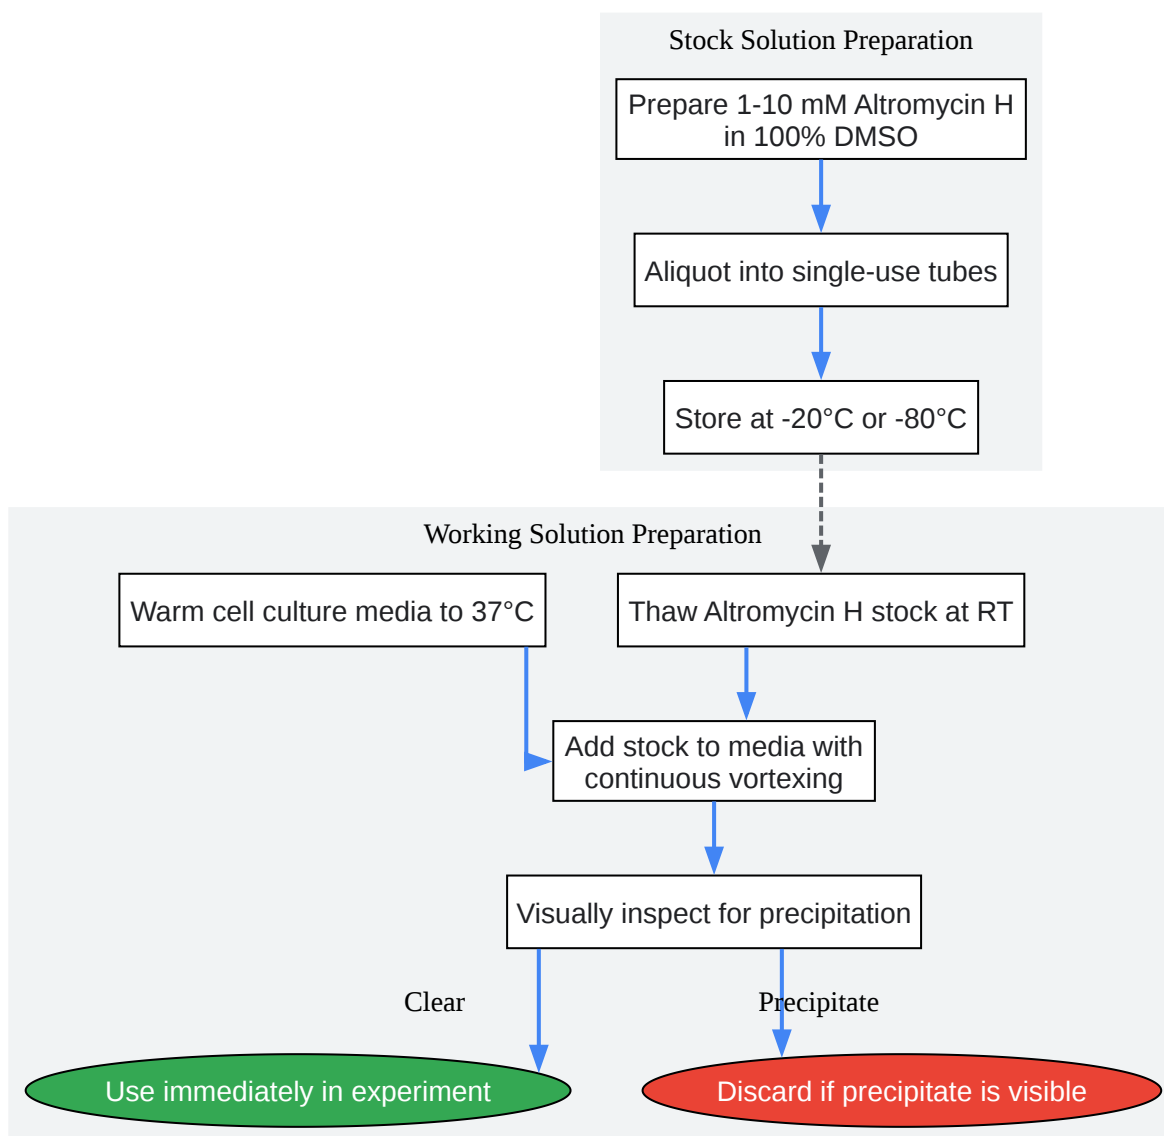 Stock Solution Preparation
Prepare 1-10 mM Altromycin H
in 100% DMSO
Aliquot into single-use tubes
Store at -20°C or -80°C
Working Solution Preparation
Warm cell culture media to 37°C
Thaw Altromycin H stock at RT
Add stock to media with
continuous vortexing
Visually inspect for precipitation
Clear
Precipitate
Use immediately in experiment
Discard if precipitate is visible